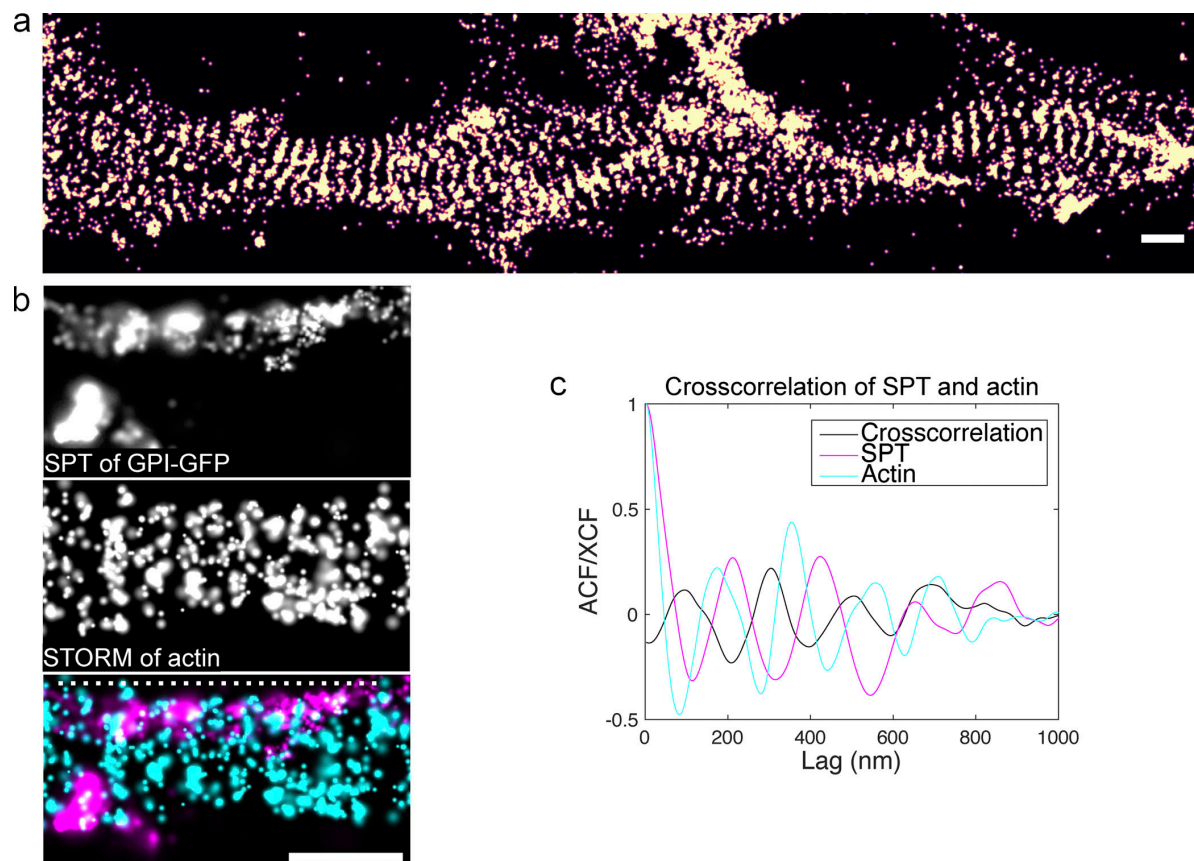 a
b
SPT of GPI-GFP
STORM of actin
c
Crosscorrelation of SPT and actin
1
0.5
0
-0.5
ACF/XCF
Crosscorrelation
SPT
Actin
0 200 400 600 800 1000
Lag (nm)